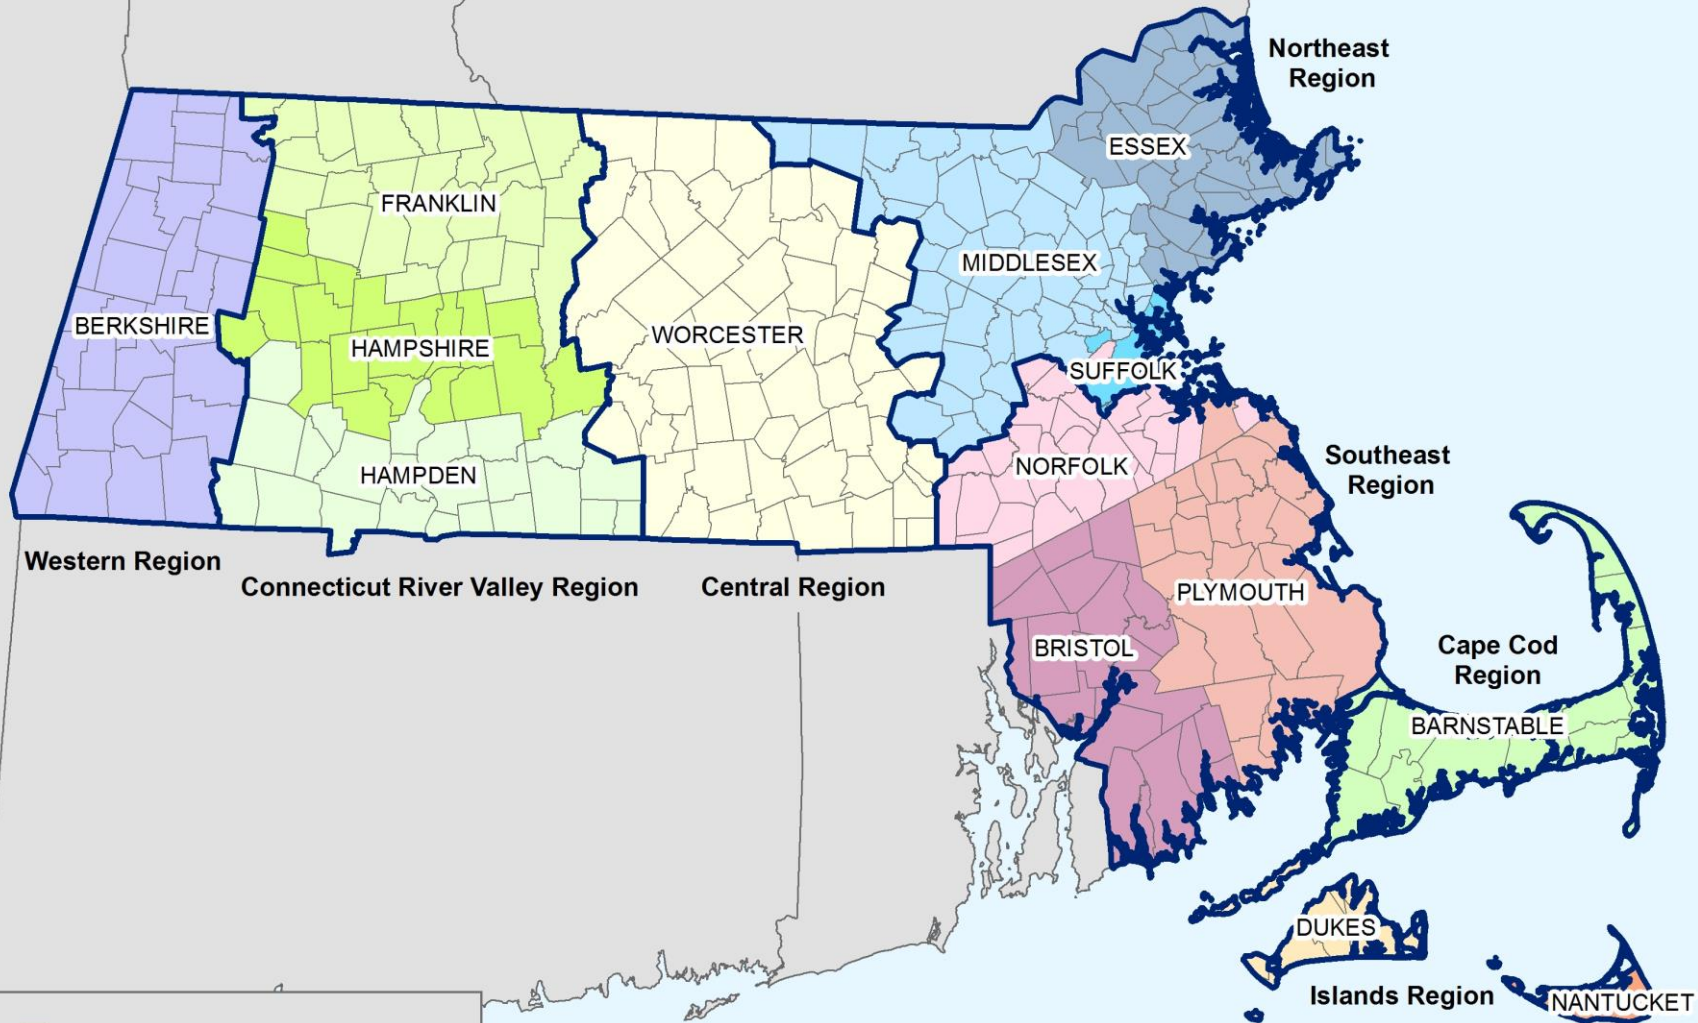 Northeast
Region
ESSEX
FRANKLIN
MIDDLESEX
BERKSHIRE
HAMPSHIRE
WORCESTER
SUFFOLK
HAMPDEN
NORFOLK
Southeast
Region
Western Region
Connecticut River Valley Region
Central Region
PLYMOUTH
BRISTOL
Cape Cod
Region
BARNSTABLE
DUKES
Islands Region
NANTUCKET